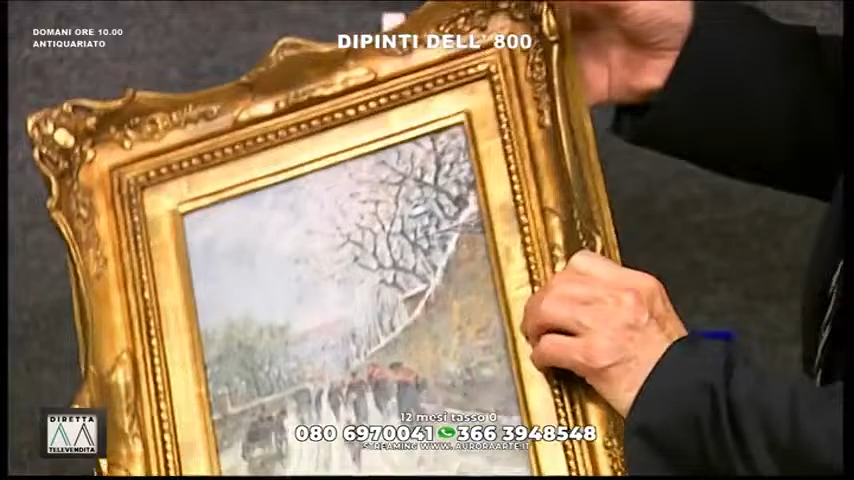 DOMANI ORE 10.00
ANTIQUARIATO
DIPINTI DELL' 800
12 mesi tasso 0
080 6970041 366 3948548
STREAMING WWW. AURORAARTE.IT
DIRETTA
TELEVENDITA